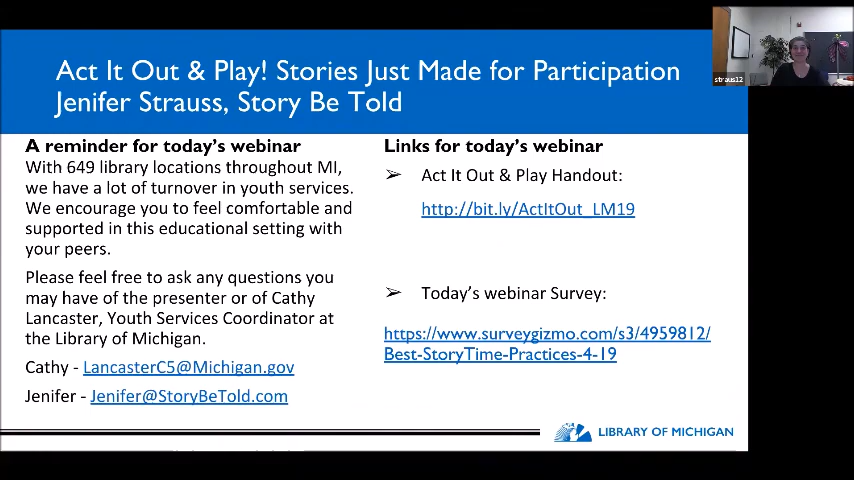 Act It Out & Play! Stories Just Made for Participation
Jenifer Strauss, Story Be Told
straus12
A reminder for today's webinar
With 649 library locations throughout MI,
we have a lot of turnover in youth services.
We encourage you to feel comfortable and
supported in this educational setting with
your peers.
Please feel free to ask any questions you
may have of the presenter or of Cathy
Lancaster, Youth Services Coordinator at
the Library of Michigan.
Cathy - LancasterC5@Michigan.gov
Jenifer - Jenifer@StoryBeTold.com
Links for today's webinar
➢ Act It Out & Play Handout:
http://bit.ly/ActItOut_LM19
➢ Today's webinar Survey:
https://www.surveygizmo.com/s3/4959812/
Best-StoryTime-Practices-4-19
LIBRARY OF MICHIGAN